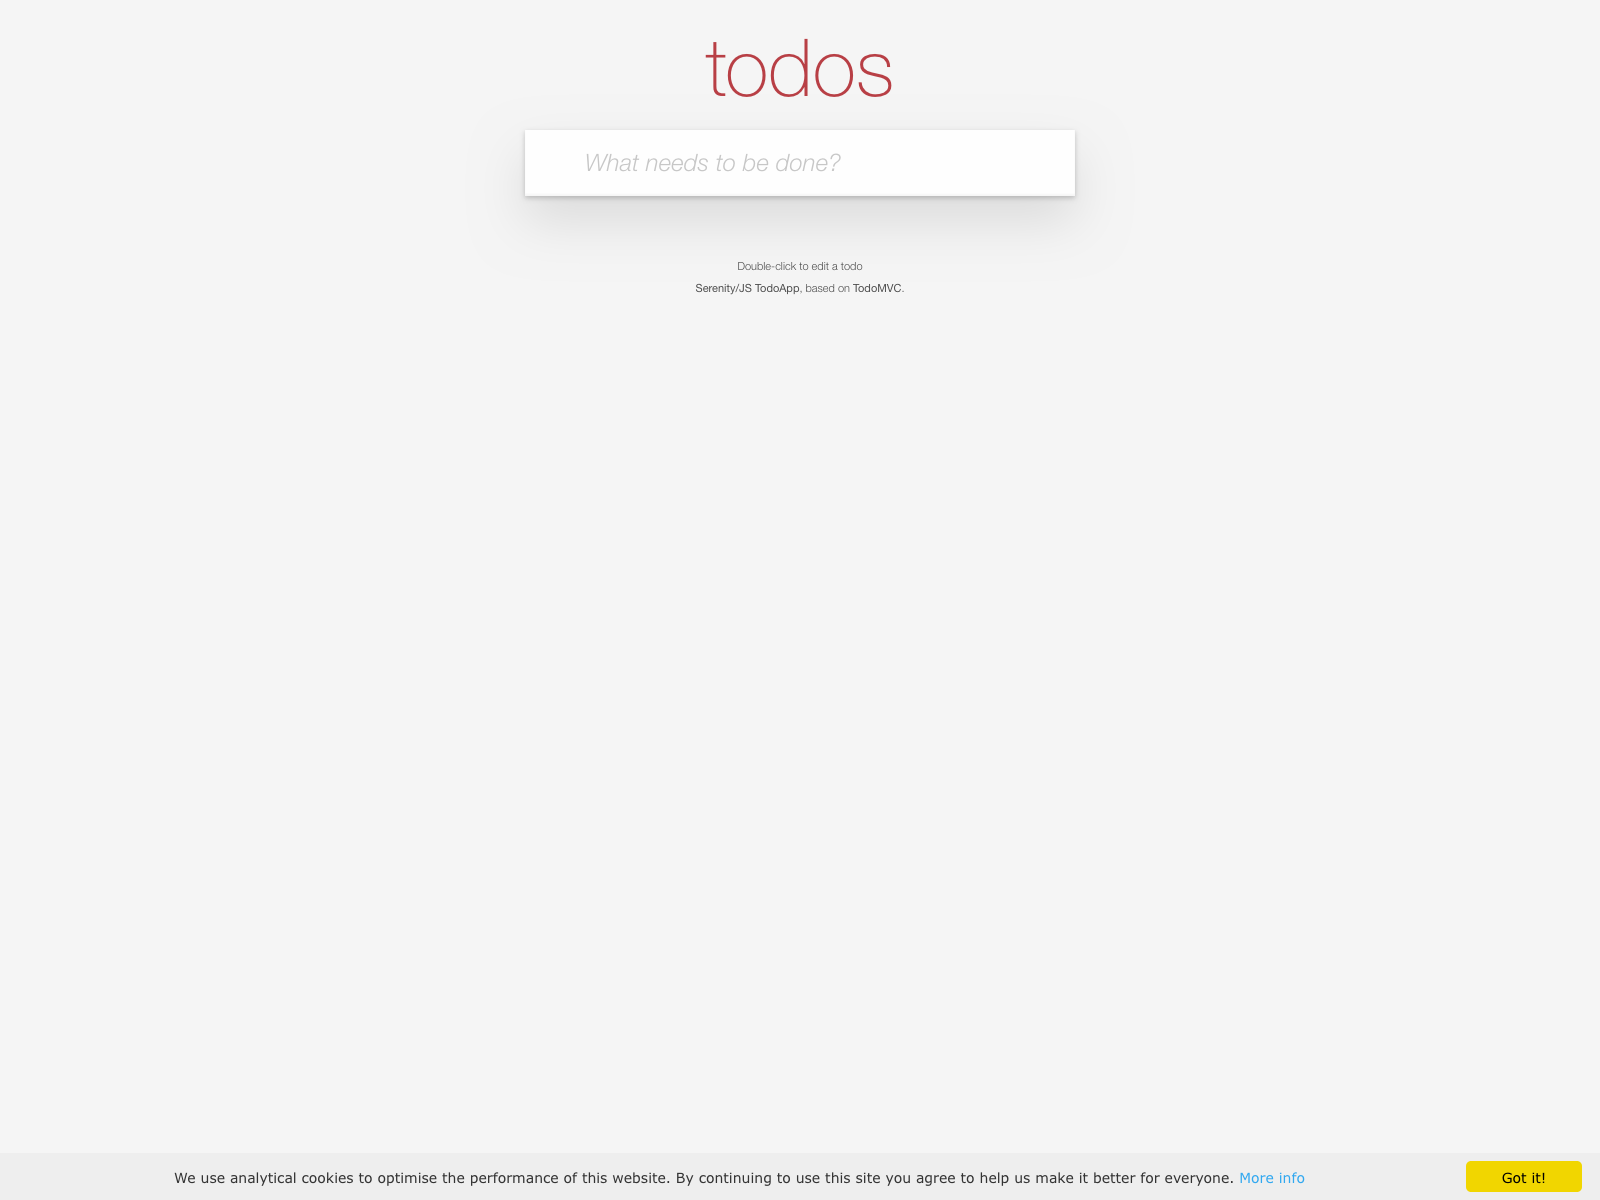 todos
What needs to be done?
Double-click to edit a todo
Serenity/JS TodoApp, based on TodoMVC.
We use analytical cookies to optimise the performance of this website. By continuing to use this site you agree to help us make it better for everyone. More info
Got it!